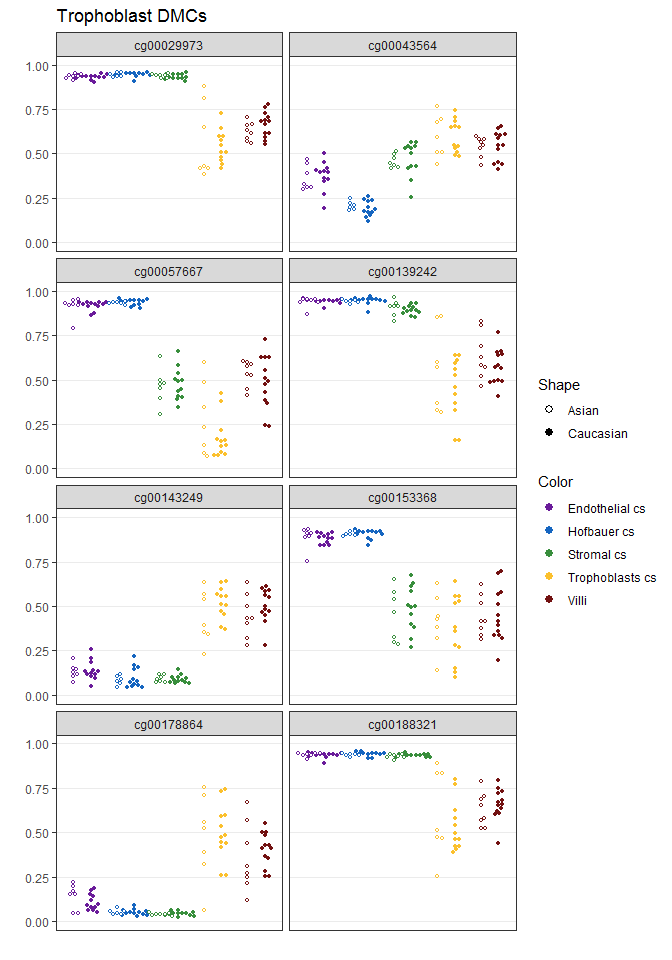 Trophoblast DMCs
cg00029973 cg00043564
1.00
0.75
0.50
0.25
0.00
cg00057667 cg00139242
1.00
0.75
0.50
0.25
0.00
cg00143249 cg00153368
1.00
0.75
0.50
0.25
0.00
cg00178864 cg00188321
1.00
0.75
0.50
0.25
0.00
Shape
Asian
Caucasian
Color
Endothelial cs
Hofbauer cs
Stromal cs
Trophoblasts cs
Villi